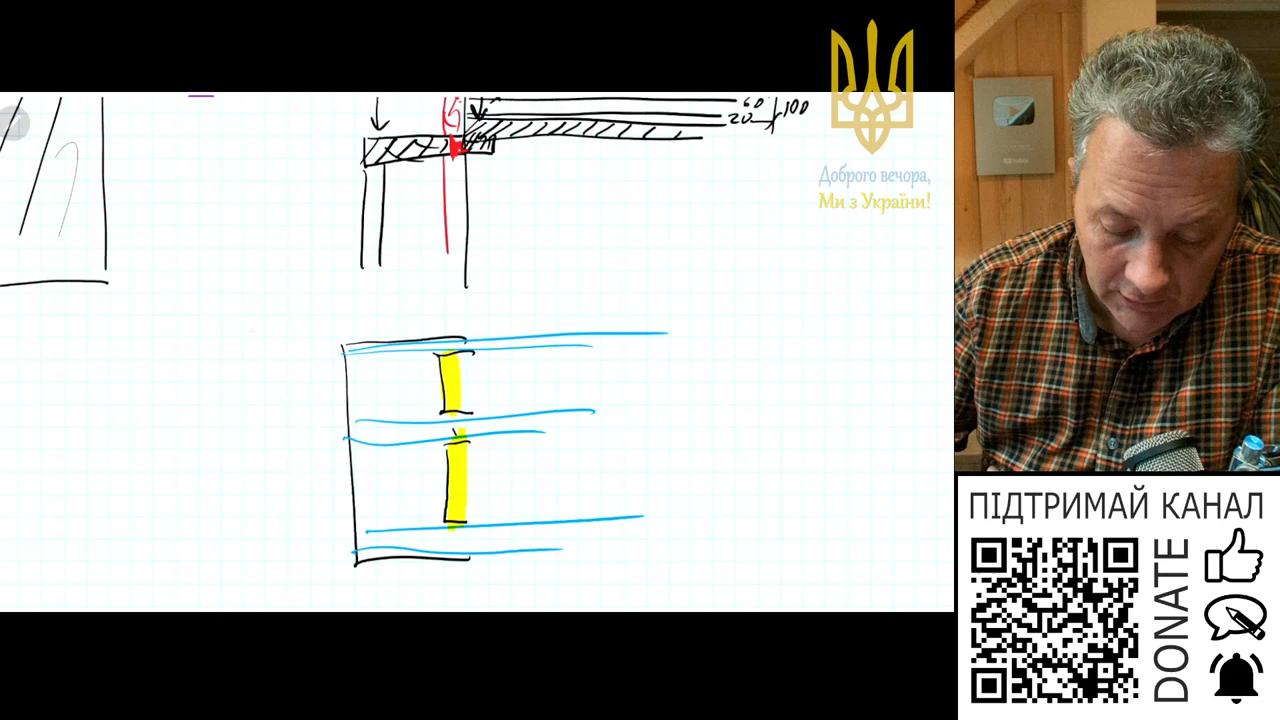 60
20
100
Доброго вечора,
Ми з України!
ПІДТРИМАЙ КАНАЛ
DONATE